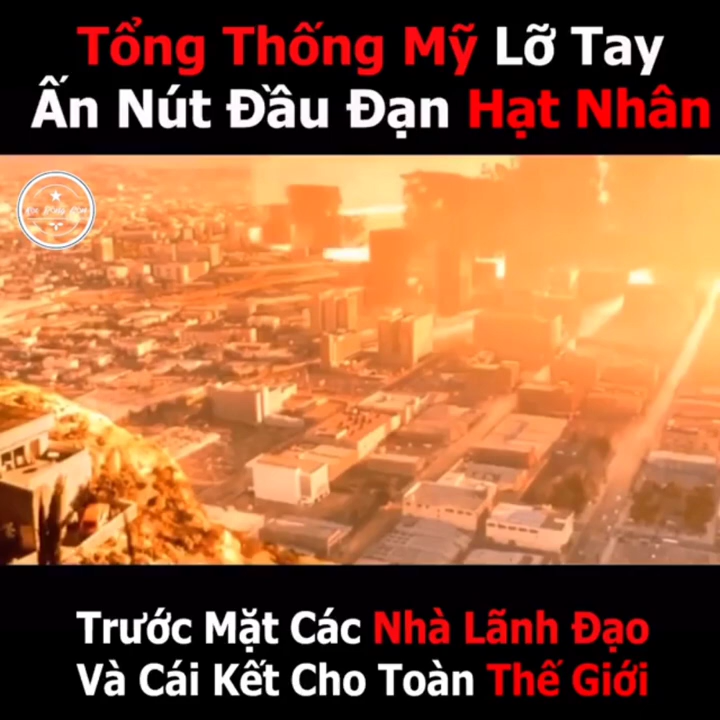 Tổng Thống Mỹ Lỡ Tay
Ấn Nút Đầu Đạn Hạt Nhân
Trước Mặt Các Nhà Lãnh Đạo
Và Cái Kết Cho Toàn Thế Giới